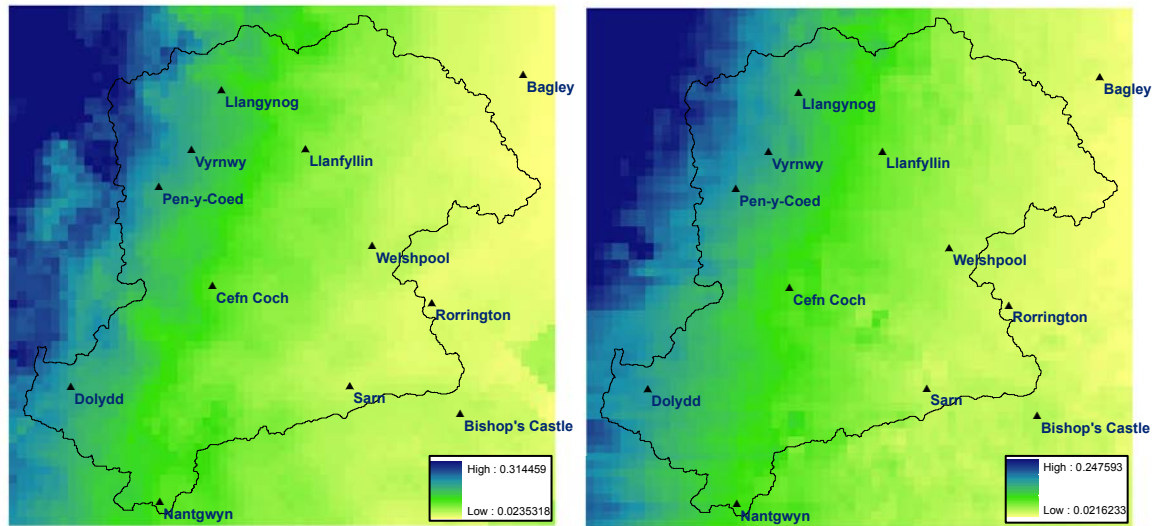 Bagley
Llangynog
Vyrnwy
Llanfyllin
Pen-y-Coed
Welshpool
Cefn Coch
Rorrington
Dolydd
Sarn
Bishop's Castle
High : 0.314459
Low : 0.0235318
Nantgwyn
Bagley
Llangynog
Vyrnwy
Llanfyllin
Pen-y-Coed
Welshpool
Cefn Coch
Rorrington
Dolydd
Sarn
Bishop's Castle
High : 0.247593
Low : 0.0216233
Nantgwyn